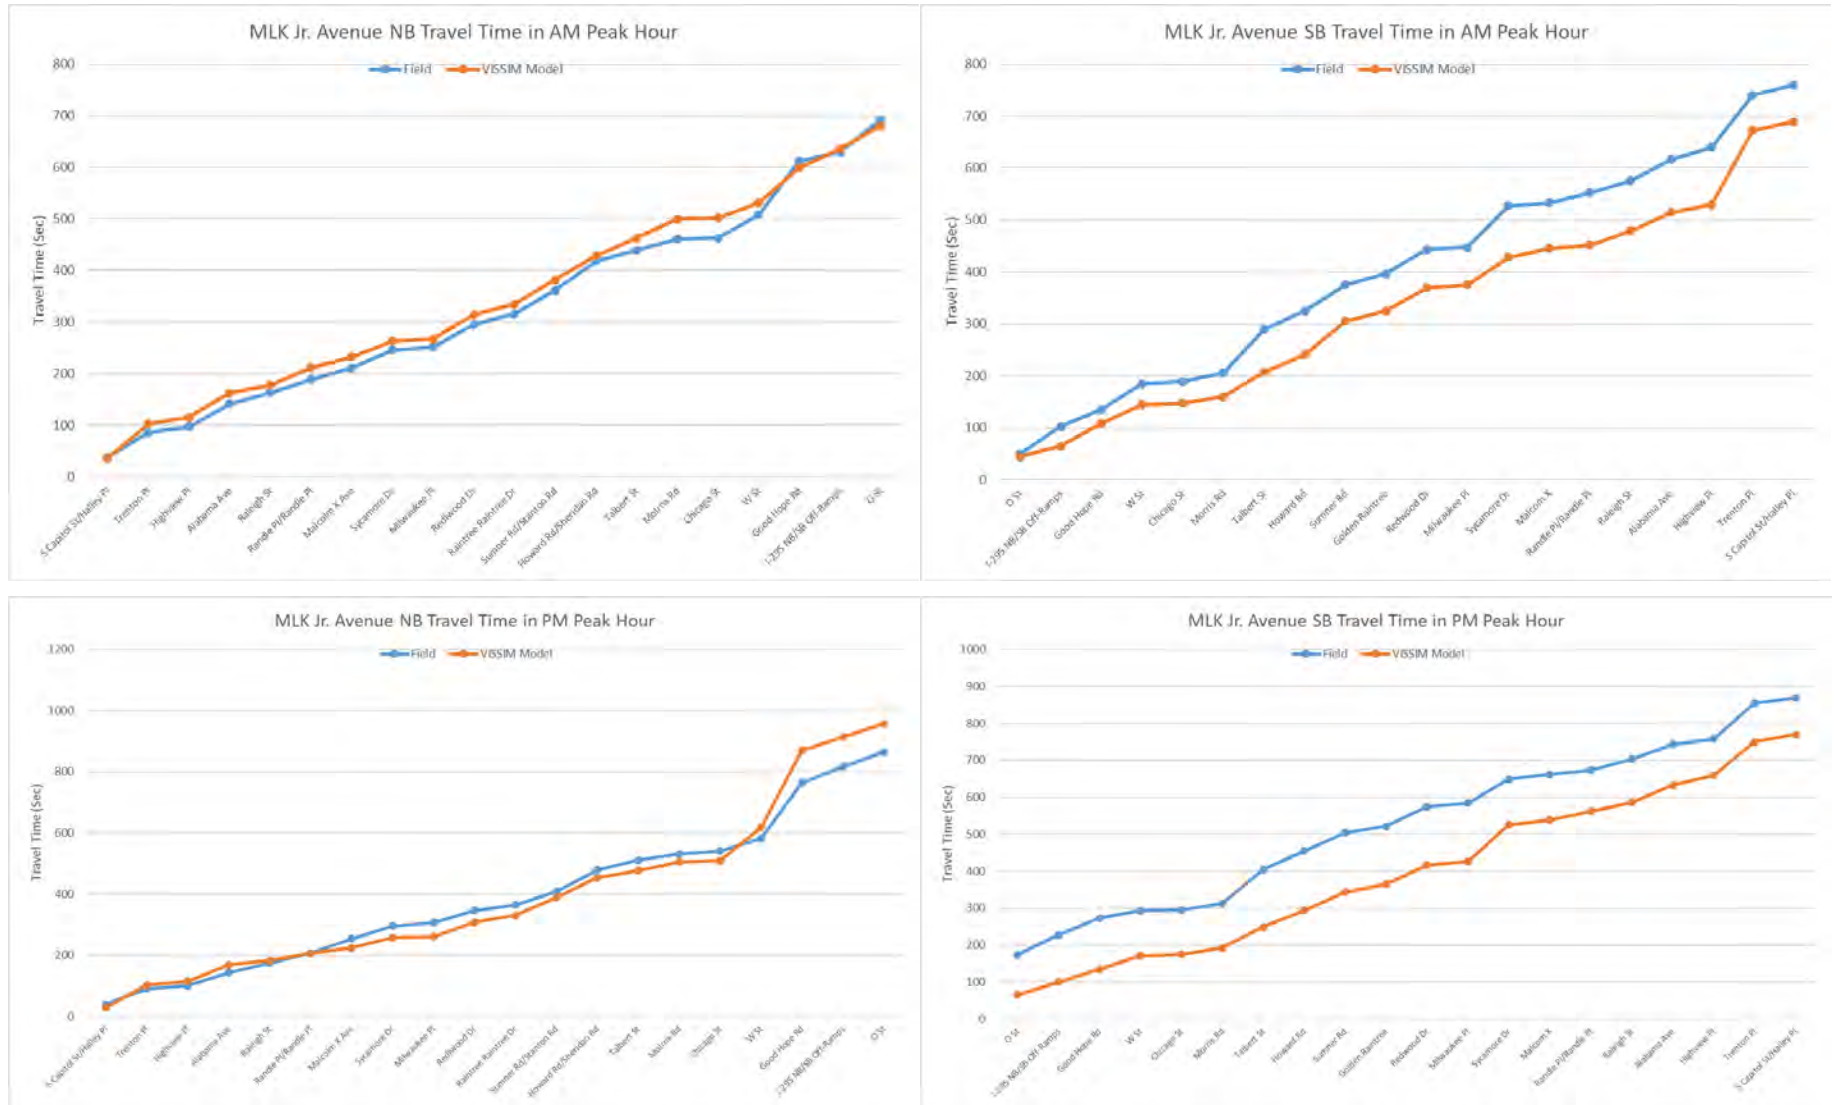 MLK Jr. Avenue NB Travel Time in AM Peak Hour
Field VISSIM Model
Travel Time (Sec)
800
700
600
500
400
300
200
100
0
S Capitol St/Halley Pl
Trenton Pl
Highview Pl
Alabama Ave
Raleigh St
Randle Pl/Randle Pl
Malcolm X Ave
Sycamore Dr
Milwaukee Pl
Redwood Dr
Raintree Raintree Dr
Sumner Rd/Stanton Rd
Howard Rd/Sheridan Rd
Talbert St
Chicago St
W St
Good Hope Rd
I-295 NB/SB Off-Ramps
MLK Jr. Avenue SB Travel Time in AM Peak Hour
Field VISSIM Model
Travel Time (Sec)
800
700
600
500
400
300
200
100
0
O St
I-295 NB/SB Off-Ramps
Good Hope Rd
W St
Chicago St
Morris Rd
Talbert St
Howard Rd
Sumner Rd
Golden Raintree
Redwood Dr
Milwaukee Pl
Sycamore Dr
Malcom X
Randle Pl/Randle Pl
Raleigh St
Alabama Ave
Highview Pl
Trenton Pl
S Capitol St/Halley Pl
MLK Jr. Avenue NB Travel Time in PM Peak Hour
Field VISSIM Model
Travel Time (Sec)
1200
1000
800
600
400
200
0
S Capitol St/Halley Pl
Trenton Pl
Highview Pl
Alabama Ave
Raleigh St
Randle Pl/Randle Pl
Malcolm X Ave
Sycamore Dr
Milwaukee Pl
Redwood Dr
Raintree Raintree Dr
Sumner Rd/Stanton Rd
Howard Rd/Sheridan Rd
Talbert St
Chicago St
W St
Good Hope Rd
I-295 NB/SB Off-Ramps
O St
MLK Jr. Avenue SB Travel Time in PM Peak Hour
Field VISSIM Model
Travel Time (Sec)
1000
900
800
700
600
500
400
300
200
100
0
O St
I-295 NB/SB Off-Ramps
Good Hope Rd
W St
Chicago St
Morris Rd
Talbert St
Howard Rd
Sumner Rd
Golden Raintree
Redwood Dr
Milwaukee Pl
Sycamore Dr
Malcom X
Randle Pl/Randle Pl
Raleigh St
Alabama Ave
Highview Pl
Trenton Pl
S Capitol St/Halley Pl